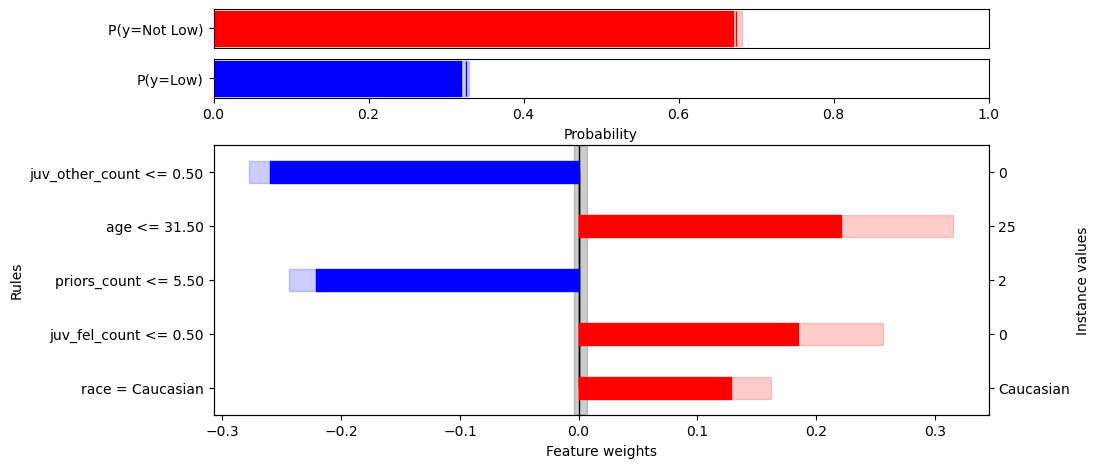 P(y=Not Low)
P(y=Low)
0.0 0.2 0.4 0.6 0.8 1.0
Probability
juv_other_count <= 0.50 0
age <= 31.50 25
priors_count <= 5.50 2
juv_fel_count <= 0.50 0
race = Caucasian Caucasian
Rules
Instance values
−0.3 −0.2 −0.1 0.0 0.1 0.2 0.3
Feature weights